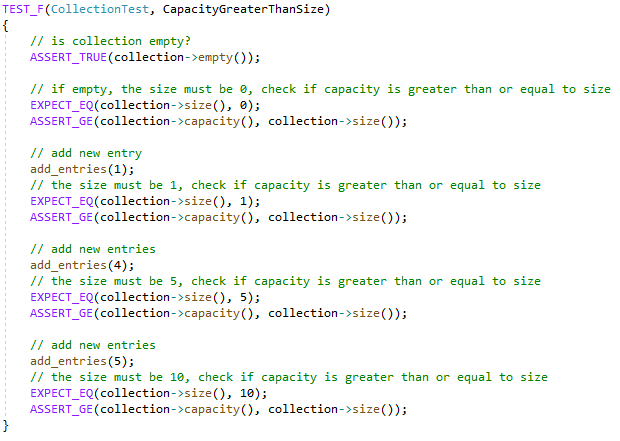 TEST_F(CollectionTest, CapacityGreaterThanSize)
{
    // is collection empty?
    ASSERT_TRUE(collection->empty());

    // if empty, the size must be 0, check if capacity is greater than or equal to size
    EXPECT_EQ(collection->size(), 0);
    ASSERT_GE(collection->capacity(), collection->size());

    // add new entry
    add_entries(1);
    // the size must be 1, check if capacity is greater than or equal to size
    EXPECT_EQ(collection->size(), 1);
    ASSERT_GE(collection->capacity(), collection->size());

    // add new entries
    add_entries(4);
    // the size must be 5, check if capacity is greater than or equal to size
    EXPECT_EQ(collection->size(), 5);
    ASSERT_GE(collection->capacity(), collection->size());

    // add new entries
    add_entries(5);
    // the size must be 10, check if capacity is greater than or equal to size
    EXPECT_EQ(collection->size(), 10);
    ASSERT_GE(collection->capacity(), collection->size());
}